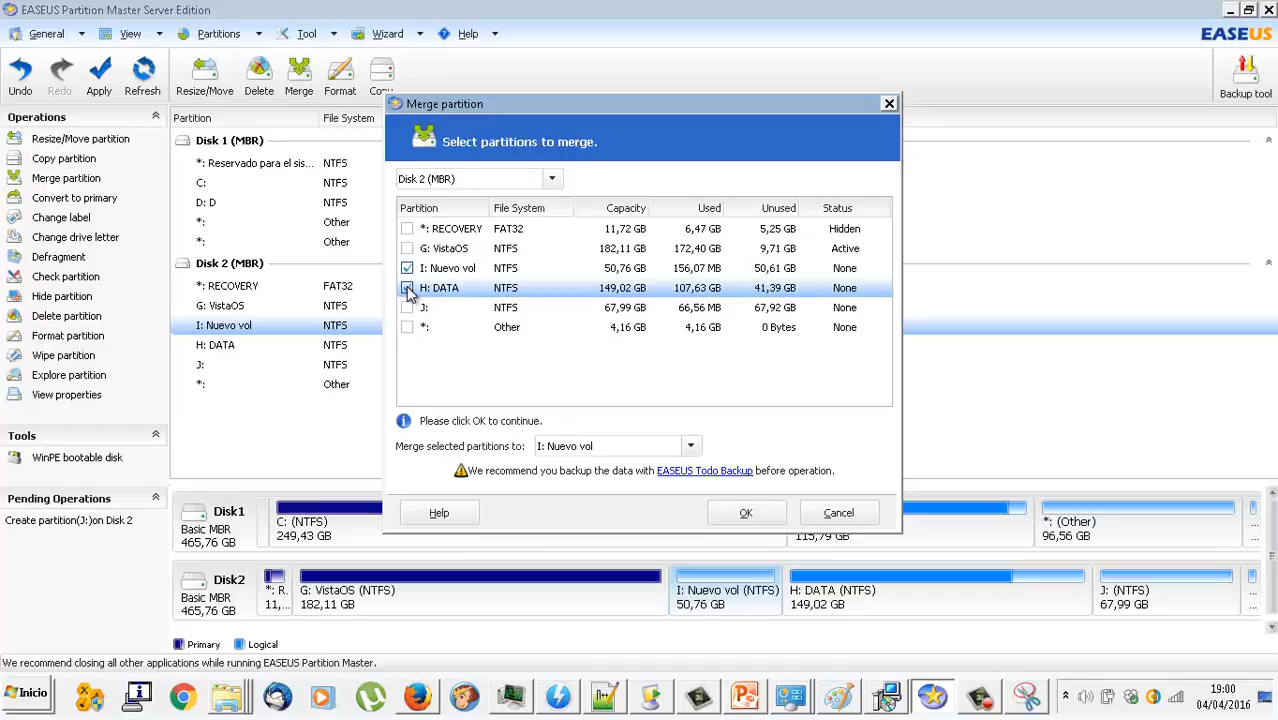 EASEUS Partition Master Server Edition
General View Partitions Tool Wizard Help EASEUS
Undo Redo Apply Refresh Resize/Move Delete Merge Format Copy Backup tool
Operations
Resize/Move partition
Copy partition
Merge partition
Convert to primary
Change label
Change drive letter
Defragment
Check partition
Hide partition
Delete partition
Format partition
Wipe partition
Explore partition
View properties
Tools
WinPE bootable disk
Pending Operations
Create partition(J:)on Disk 2
Partition File System
Disk 1 (MBR)
*: Reservado para el sis... NTFS
C: NTFS
D: D NTFS
*: Other
*: Other
Disk 2 (MBR)
*: RECOVERY FAT32
G: VistaOS NTFS
I: Nuevo vol NTFS
H: DATA NTFS
J: NTFS
*: Other
Merge partition
Select partitions to merge.
Disk 2 (MBR)
Partition File System Capacity Used Unused Status
*: RECOVERY FAT32 11,72 GB 6,47 GB 5,25 GB Hidden
G: VistaOS NTFS 182,11 GB 172,40 GB 9,71 GB Active
I: Nuevo vol NTFS 50,76 GB 156,07 MB 50,61 GB None
H: DATA NTFS 149,02 GB 107,63 GB 41,39 GB None
J: NTFS 67,99 GB 66,56 MB 67,92 GB None
*: Other 4,16 GB 4,16 GB 0 Bytes None
Please click OK to continue.
Merge selected partitions to: I: Nuevo vol
We recommend you backup the data with EASEUS Todo Backup before operation.
Help OK Cancel
Disk1
Basic MBR
465,76 GB
C: (NTFS)
249,43 GB
115,79 GB
*: (Other)
96,56 GB
...
Disk2
Basic MBR
465,76 GB
*: R.
11,...
G: VistaOS (NTFS)
182,11 GB
I: Nuevo vol (NTFS)
50,76 GB
H: DATA (NTFS)
149,02 GB
J: (NTFS)
67,99 GB
...
...
Primary Logical
We recommend closing all other applications while running EASEUS Partition Master.
Inicio
19:00
04/04/2016